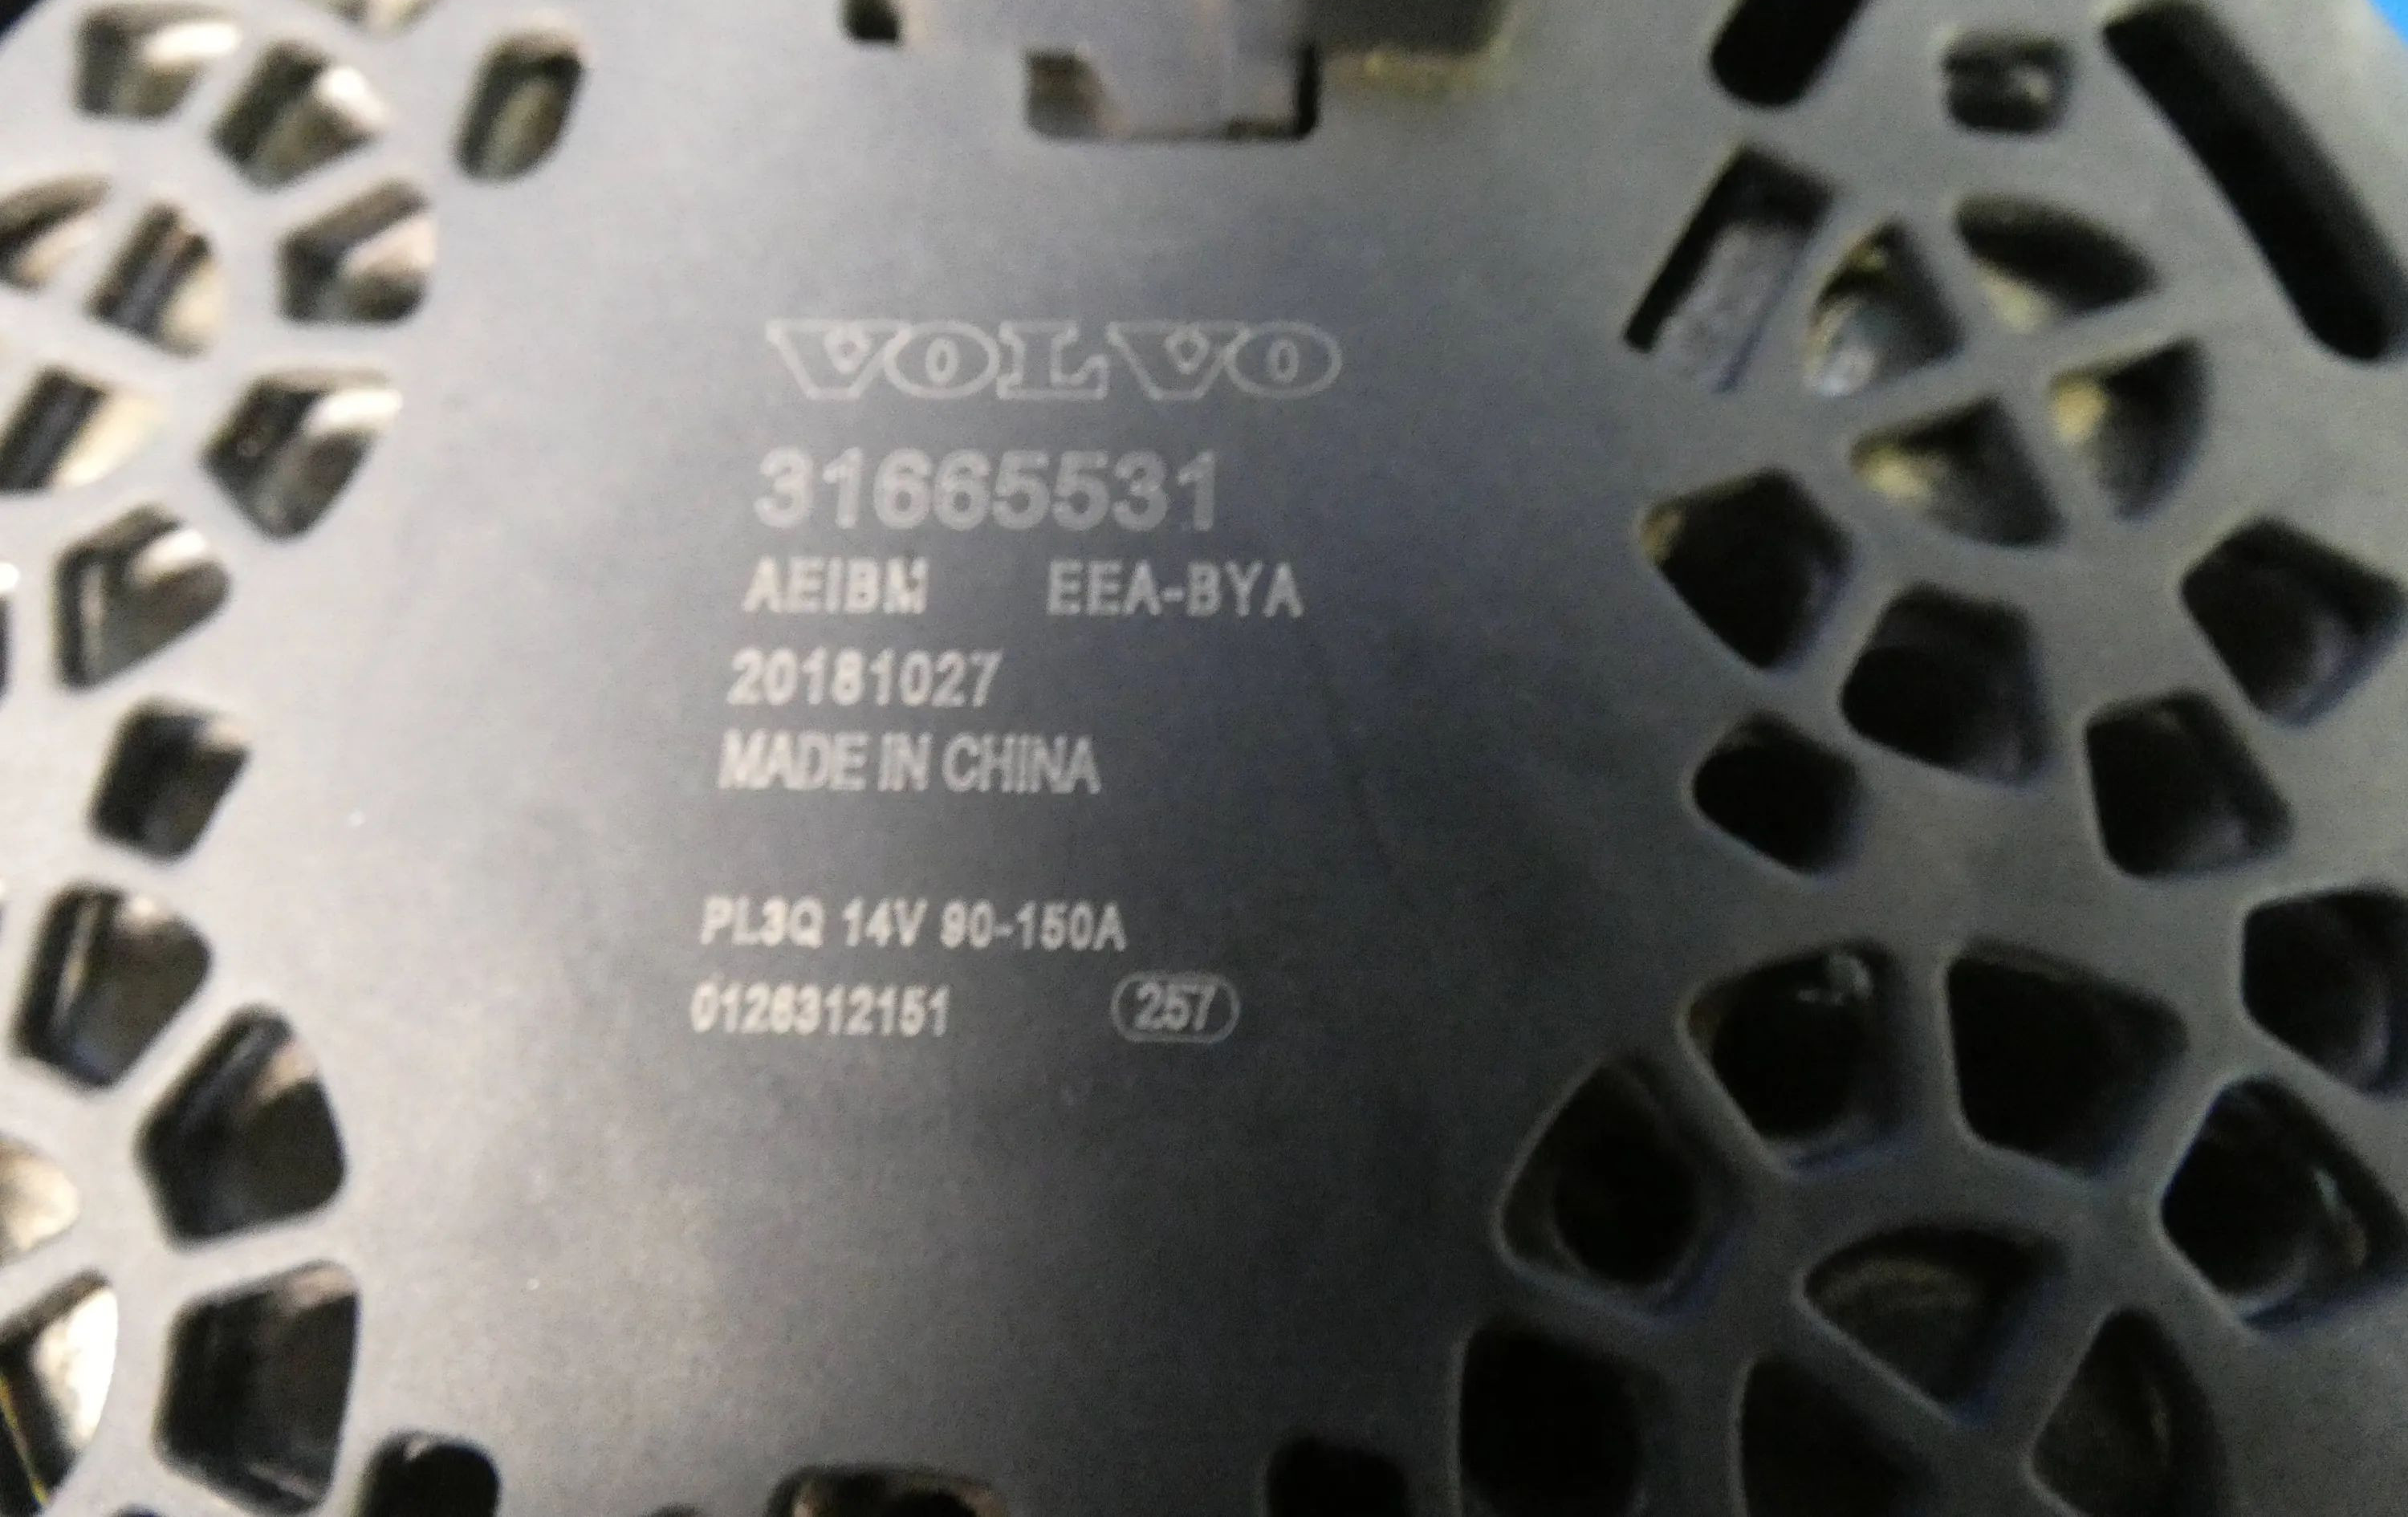 VOLVO
31665531
AEIBM EEA-BYA
20181027
MADE IN CHINA
PL3Q 14V 90-150A
0126312151 257